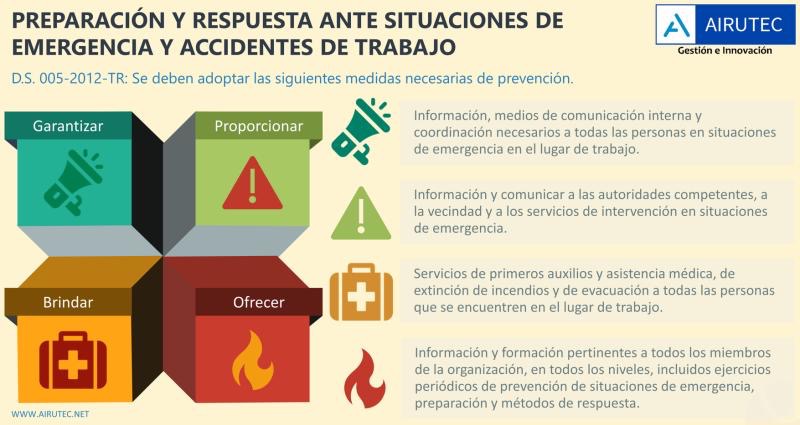 PREPARACIÓN Y RESPUESTA ANTE SITUACIONES DE
EMERGENCIA Y ACCIDENTES DE TRABAJO
AIRUTEC
Gestión e Innovación
D.S. 005-2012-TR: Se deben adoptar las siguientes medidas necesarias de prevención.
Garantizar
Proporcionar
Brindar
Ofrecer
Información, medios de comunicación interna y
coordinación necesarios a todas las personas en situaciones
de emergencia en el lugar de trabajo.
Información y comunicar a las autoridades competentes, a
la vecindad y a los servicios de intervención en situaciones
de emergencia.
Servicios de primeros auxilios y asistencia médica, de
extinción de incendios y de evacuación a todas las personas
que se encuentren en el lugar de trabajo.
Información y formación pertinentes a todos los miembros
de la organización, en todos los niveles, incluidos ejercicios
periódicos de prevención de situaciones de emergencia,
preparación y métodos de respuesta.
WWW.AIRUTEC.NET